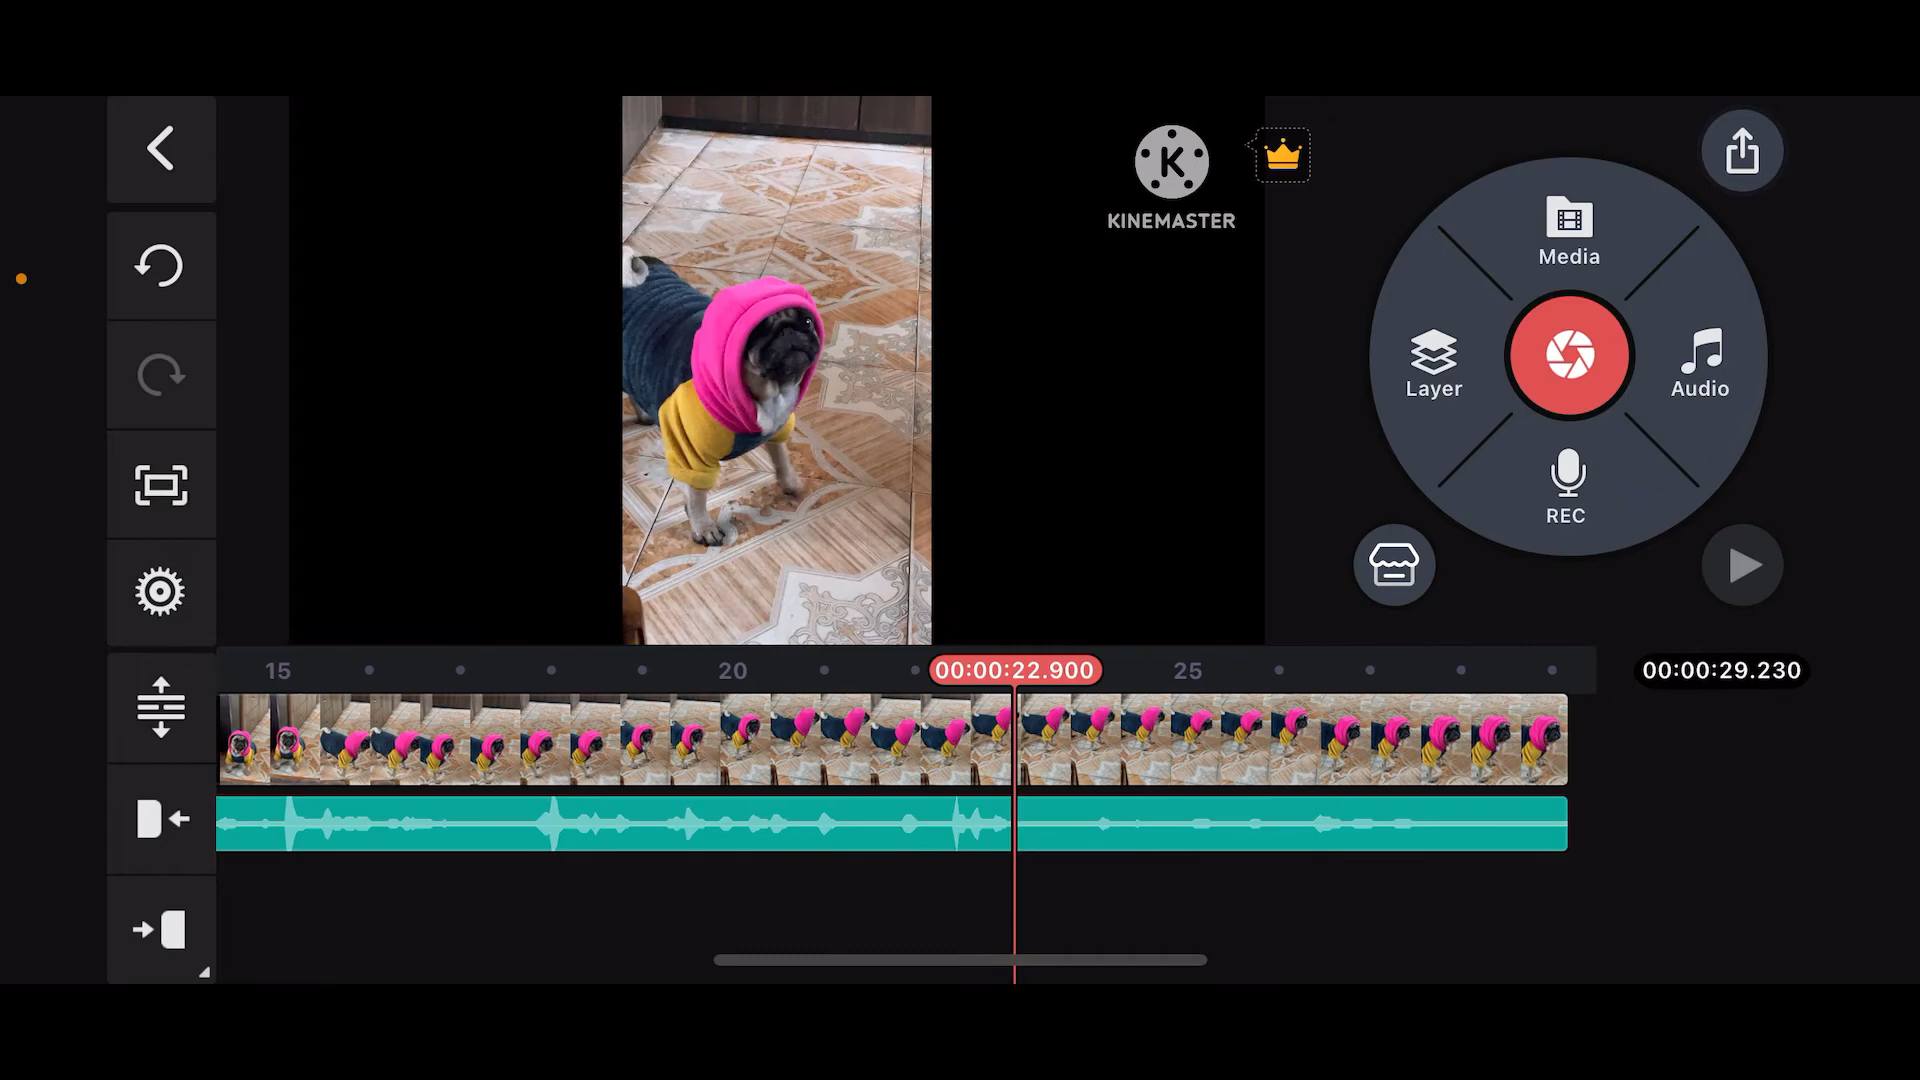 K
KINEMASTER
Media
Layer
Audio
REC
15
20
00:00:22.900
25
00:00:29.230